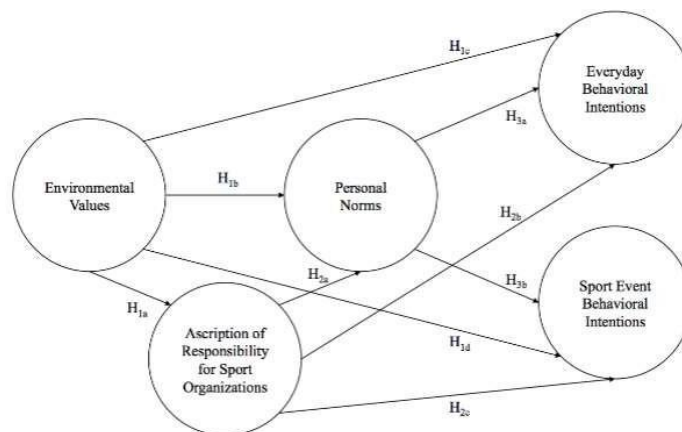 H1c
Everyday
Behavioral
Intentions
H3a
Environmental
Values
H1b
Personal
Norms
H2b
H2a
H3b
Sport Event
Behavioral
Intentions
H1a
Ascription of
Responsibility
for Sport
Organizations
H1d
H2c